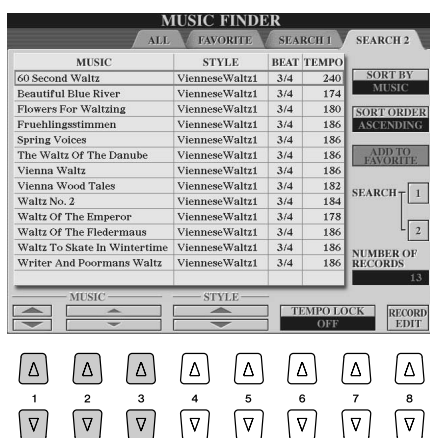 MUSIC FINDER
ALL FAVORITE SEARCH 1 SEARCH 2
MUSIC STYLE BEAT TEMPO
60 Second Waltz VienneseWaltz1 3/4 240
Beautiful Blue River VienneseWaltz1 3/4 174
Flowers For Waltzing VienneseWaltz1 3/4 180
Fruehlingsstimmen VienneseWaltz1 3/4 186
Spring Voices VienneseWaltz1 3/4 186
The Waltz Of The Danube VienneseWaltz1 3/4 186
Vienna Waltz VienneseWaltz1 3/4 186
Vienna Wood Tales VienneseWaltz1 3/4 182
Waltz No. 2 VienneseWaltz1 3/4 184
Waltz Of The Emperor VienneseWaltz1 3/4 178
Waltz Of The Fledermaus VienneseWaltz1 3/4 186
Waltz To Skate In Wintertime VienneseWaltz1 3/4 186
Writer And Poormans Waltz VienneseWaltz1 3/4 186
SORT BY
MUSIC
SORT ORDER
ASCENDING
ADD TO
FAVORITE
SEARCH 1
2
NUMBER OF
RECORDS
13
MUSIC STYLE
TEMPO LOCK
OFF
RECORD
EDIT
1 2 3 4 5 6 7 8